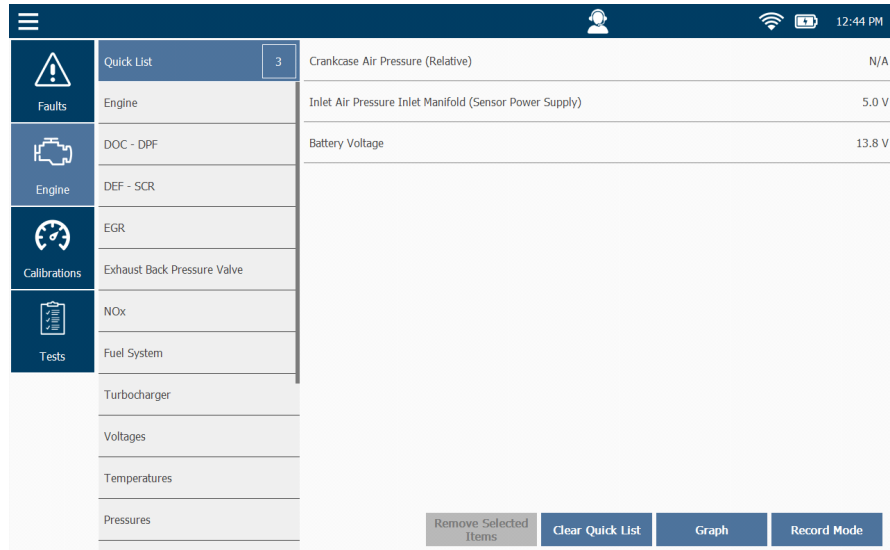 12:44 PM
Faults
Engine
Calibrations
Tests
Quick List 3
Engine
DOC - DPF
DEF - SCR
EGR
Exhaust Back Pressure Valve
NOx
Fuel System
Turbocharger
Voltages
Temperatures
Pressures
Crankcase Air Pressure (Relative) N/A
Inlet Air Pressure Inlet Manifold (Sensor Power Supply) 5.0 V
Battery Voltage 13.8 V
Remove Selected
Items
Clear Quick List
Graph
Record Mode